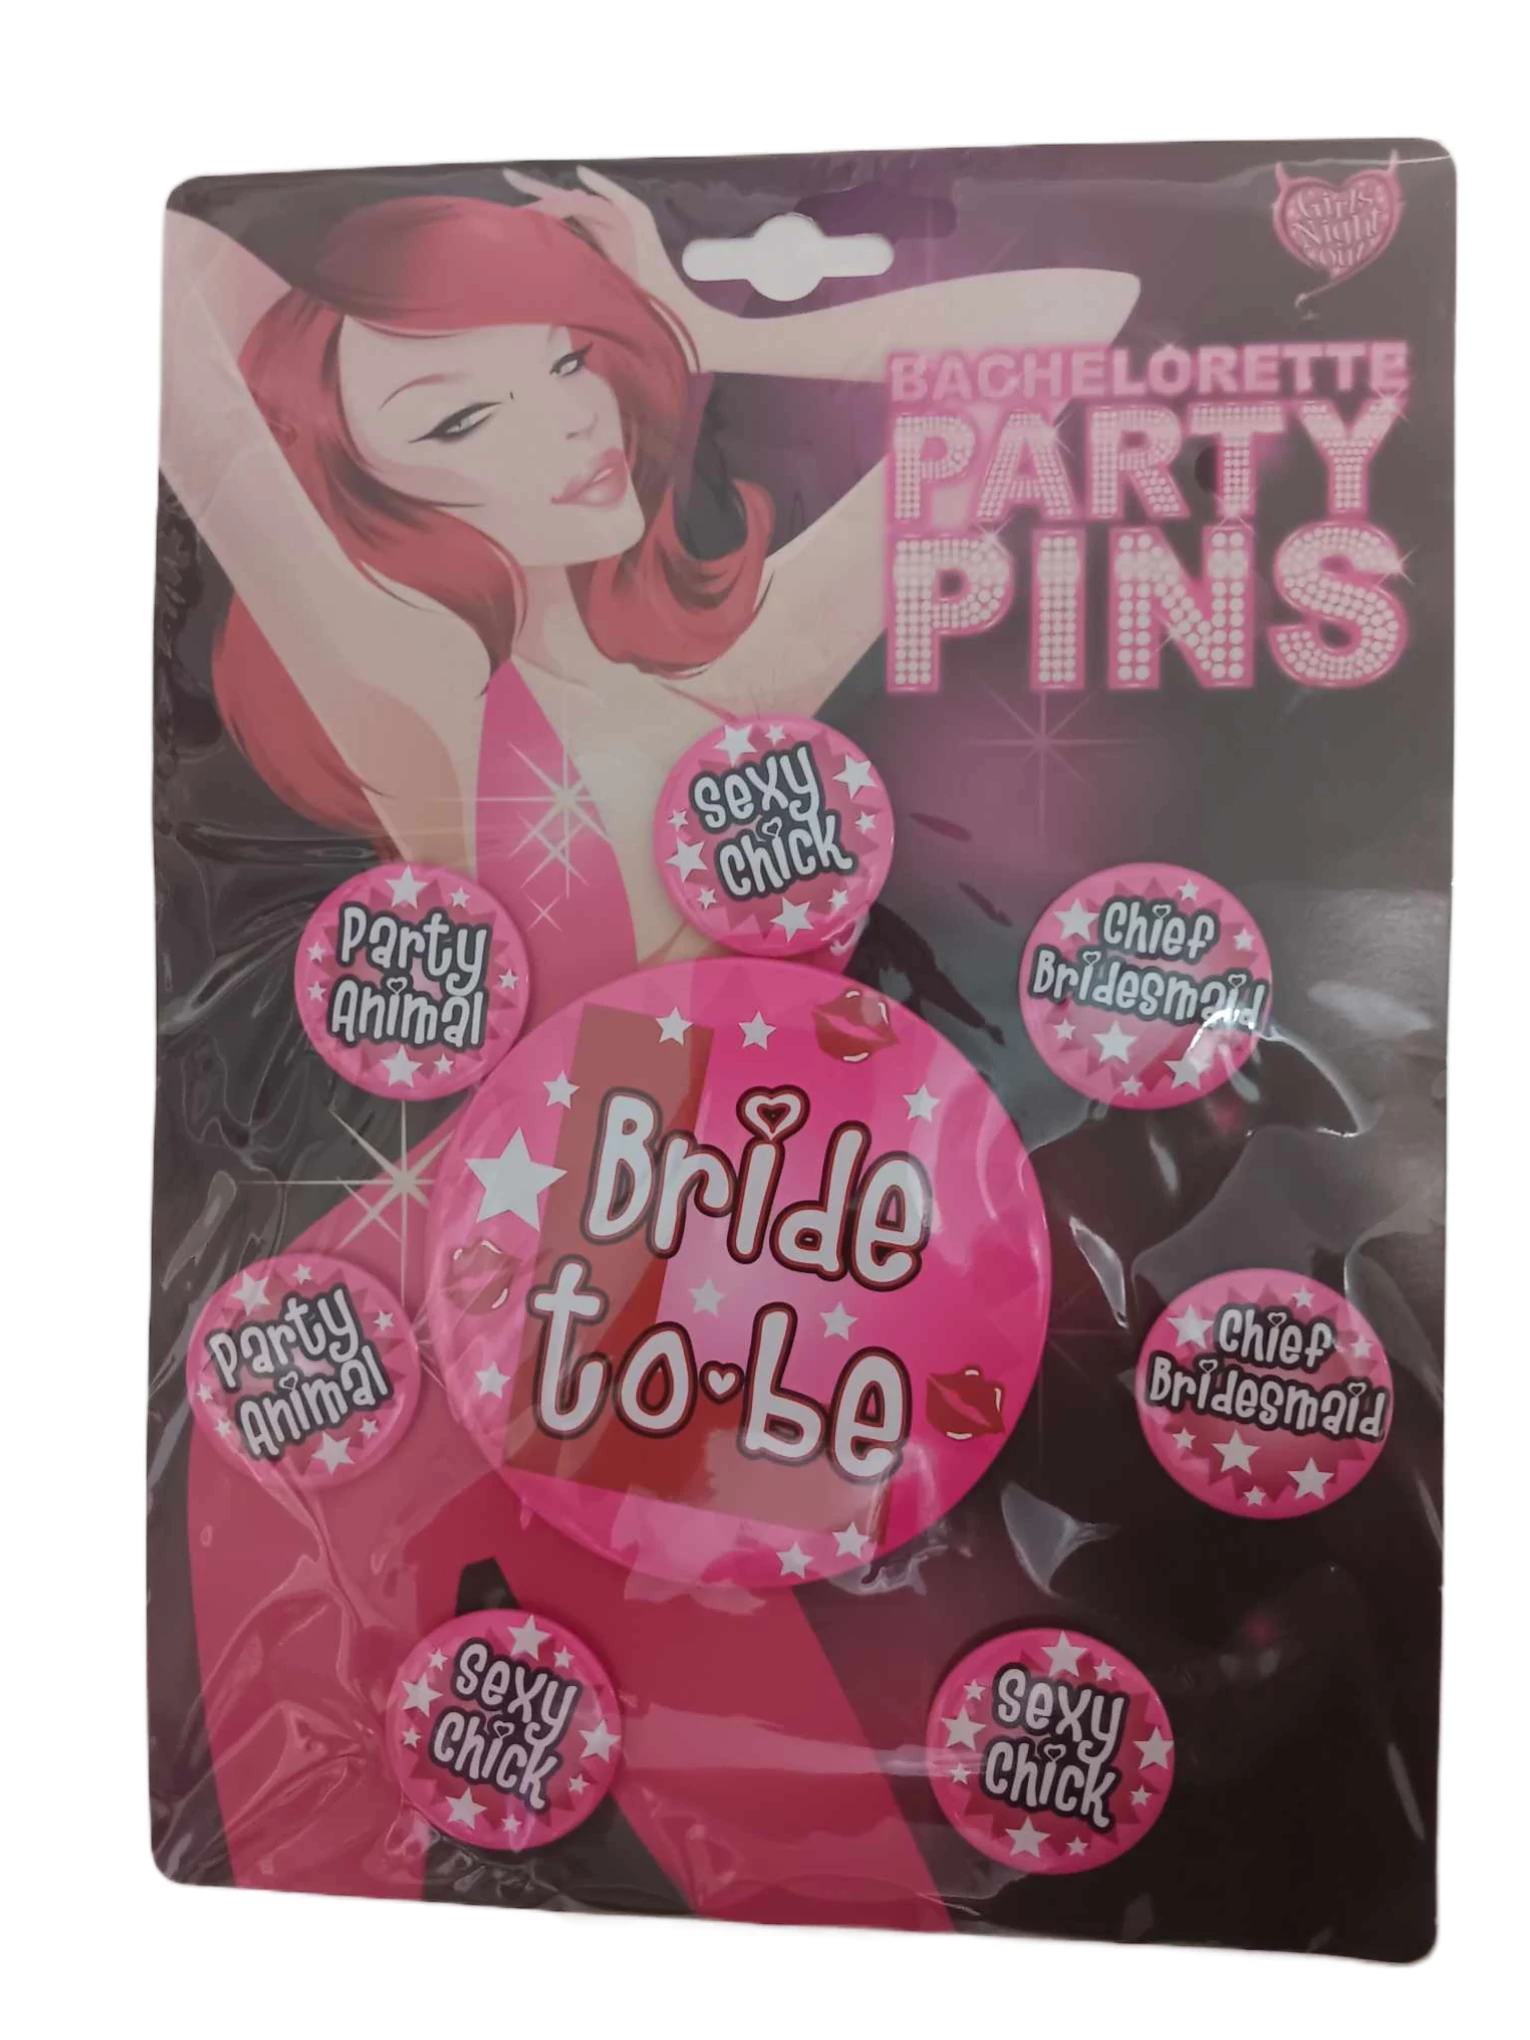 Girls
Night
Out
BACHELORETTE
PARTY
PINS
Sexy
Chick
Party
Animal
Chief
Bridesmaid
Bride
to be
Party
Animal
Chief
Bridesmaid
Sexy
Chick
Sexy
Chick